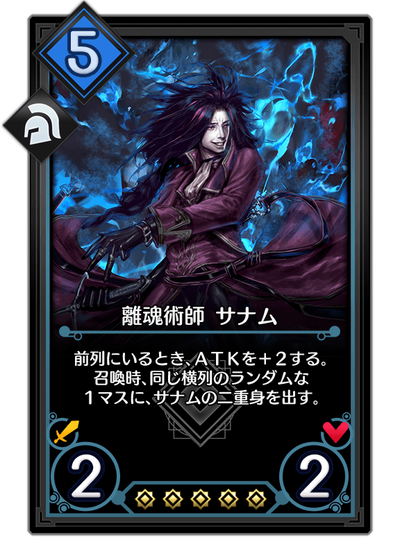 5
離魂術師 サナム
前列にいるとき、ATKを+2する。
召喚時、同じ横列のランダムな
1マスに、サナムの二重身を出す。
2
2